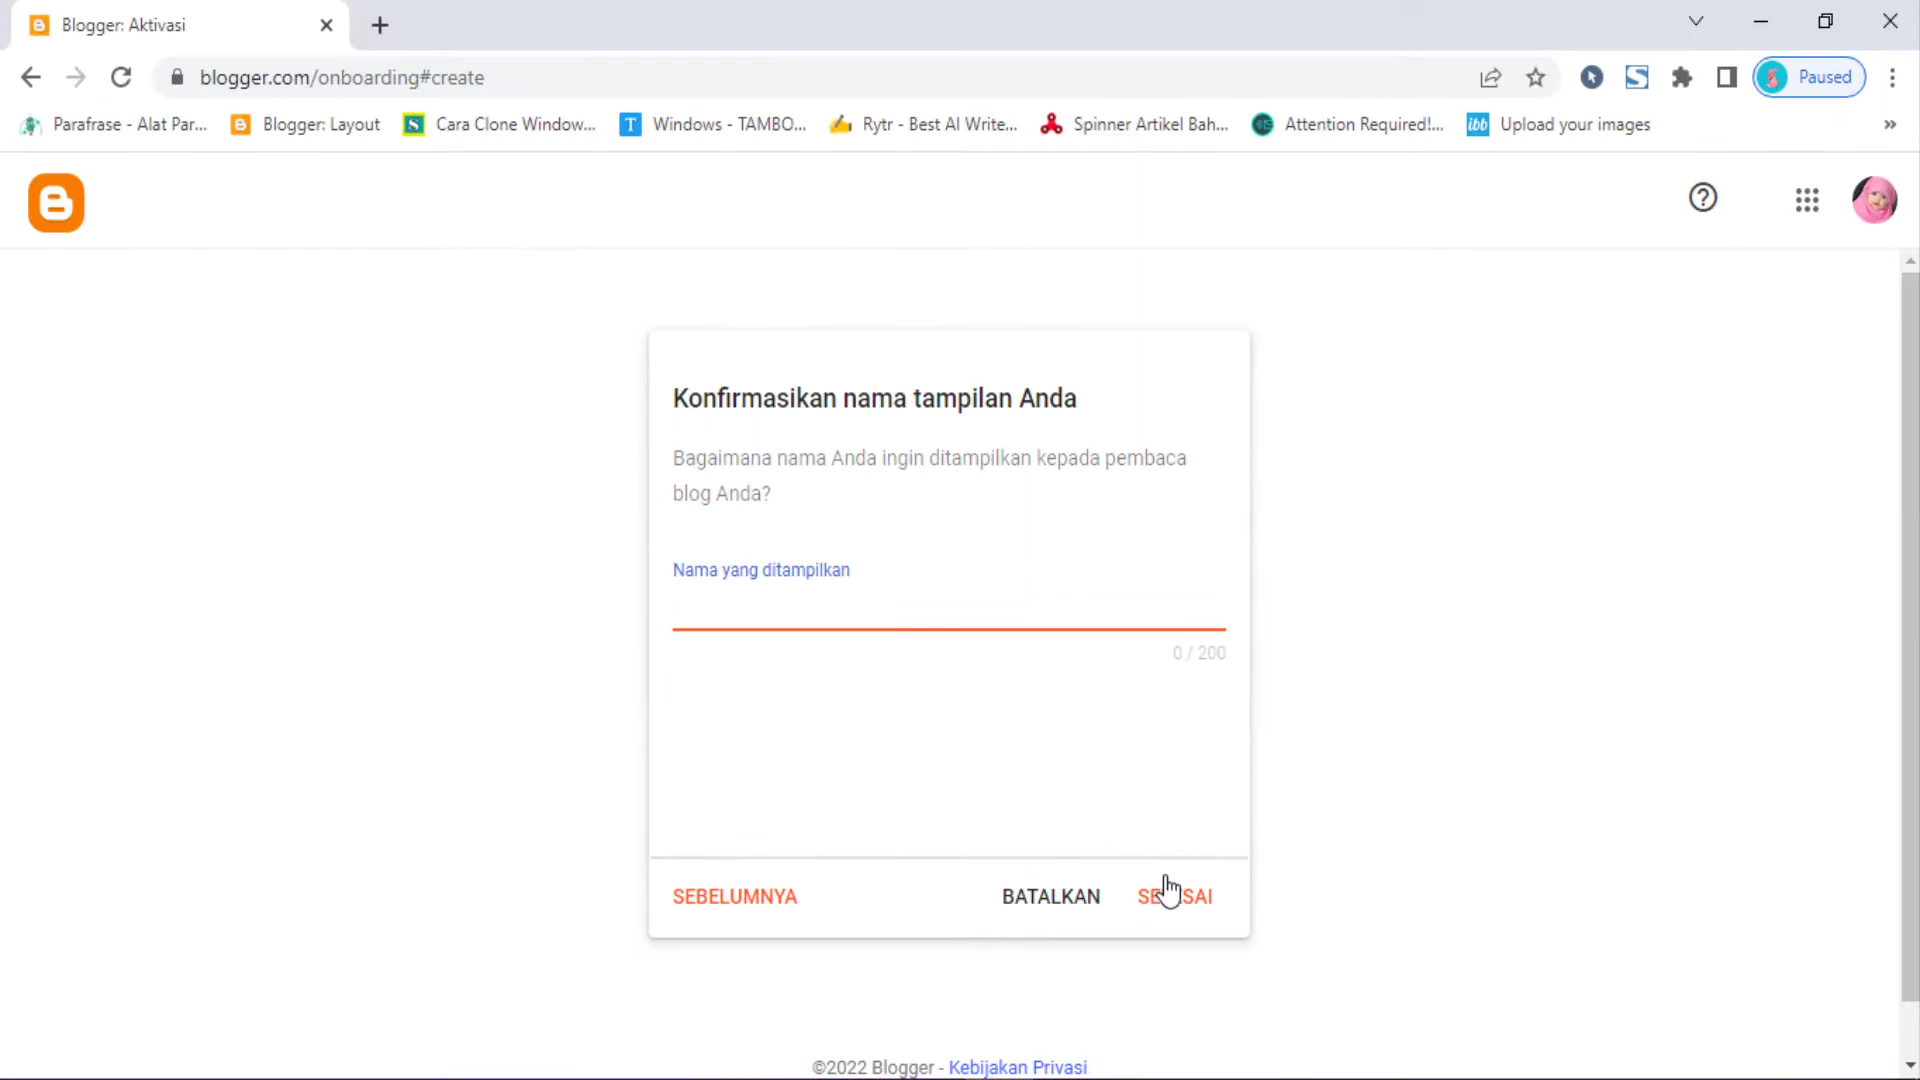 Blogger: Aktivasi
blogger.com/onboarding#create
Paused
Parafrase - Alat Par...
Blogger: Layout
S
Cara Clone Window...
T
Windows - TAMBO...
Rytr - Best AI Write...
Spinner Artikel Bah...
Attention Required!...
ibb
Upload your images
»
Konfirmasikan nama tampilan Anda
Bagaimana nama Anda ingin ditampilkan kepada pembaca
blog Anda?
Nama yang ditampilkan
0 / 200
SEBELUMNYA
BATALKAN
©2022 Blogger - Kebijakan Privasi